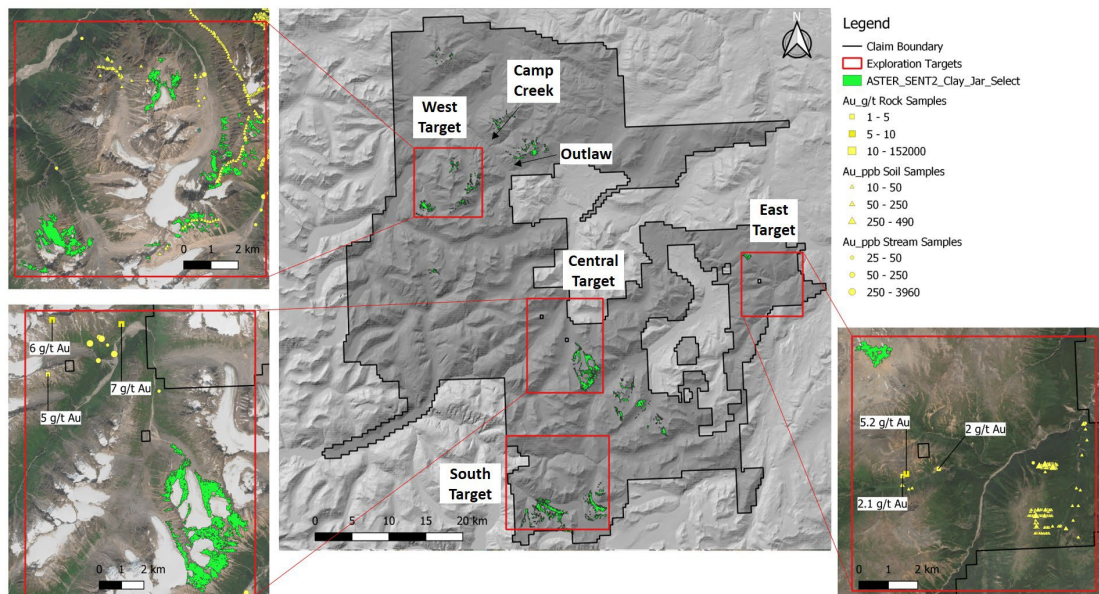 N
Camp
Creek
West
Target
Outlaw
East
Target
Central
Target
South
Target
0 5 10 15 20 km
0 1 2 km
6 g/t Au
7 g/t Au
5 g/t Au
0 1 2 km
5.2 g/t Au
2 g/t Au
2.1 g/t Au
0 1 2 km
Legend
Claim Boundary
Exploration Targets
ASTER_SENT2_Clay_Jar_Select
Au_g/t Rock Samples
1 - 5
5 - 10
10 - 152000
Au_ppb Soil Samples
10 - 50
50 - 250
250 - 490
Au_ppb Stream Samples
25 - 50
50 - 250
250 - 3960